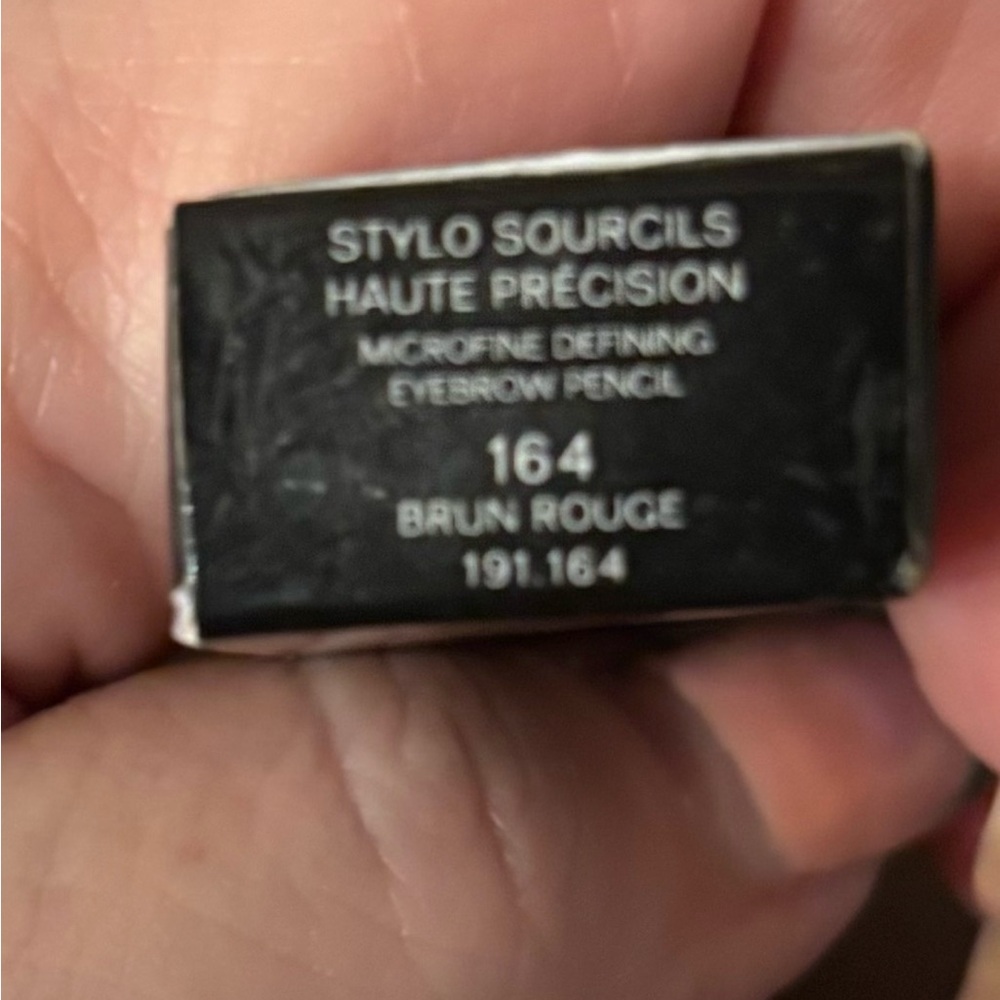 STYLO SOURCILS
HAUTE PRÉCISION
MICROFINE DEFINING
EYEBROW PENCIL
164
BRUN ROUGE
191.164